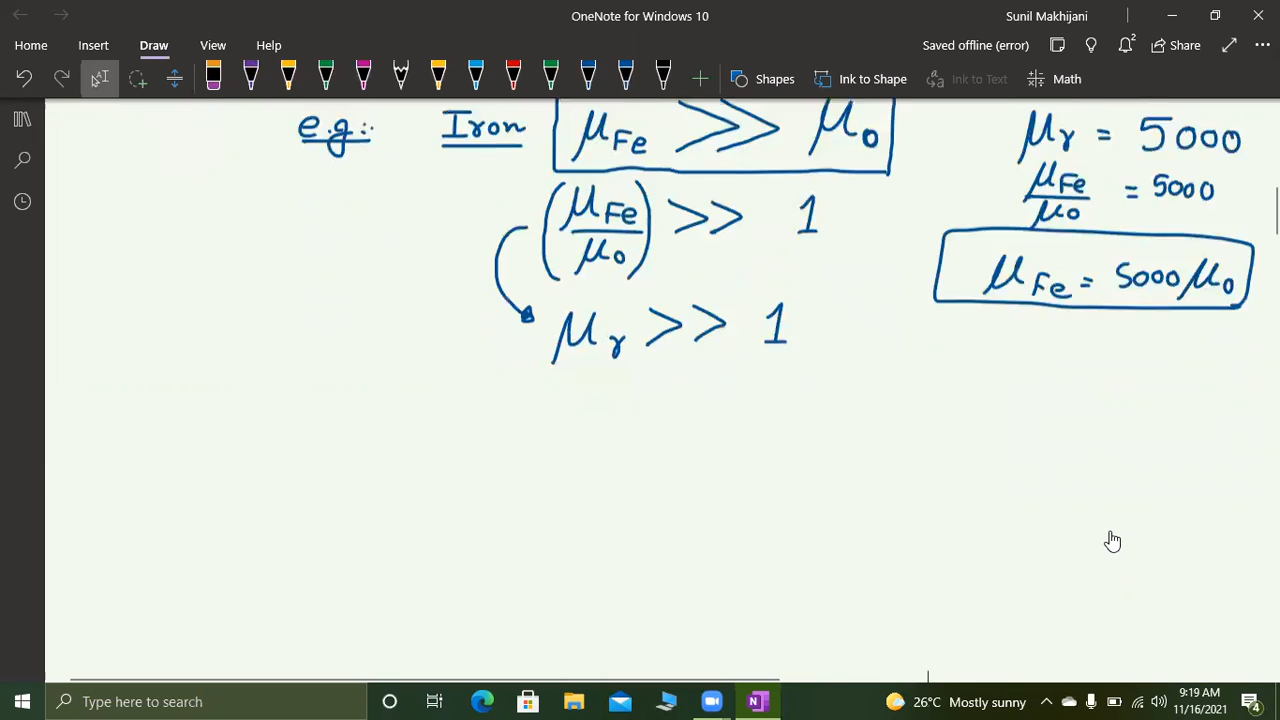 OneNote for Windows 10
Sunil Makhijani
Home Insert Draw View Help
Saved offline (error)
Share
Shapes
Ink to Shape
Ink to Text
Math
e.g:-
Iron
μFe >>> μ0
(μFe/μ0) >> 1
μr >> 1
μr = 5000
μFe/μ0 = 5000
μFe = 5000μ0
Type here to search
26°C Mostly sunny
9:19 AM
11/16/2021
4